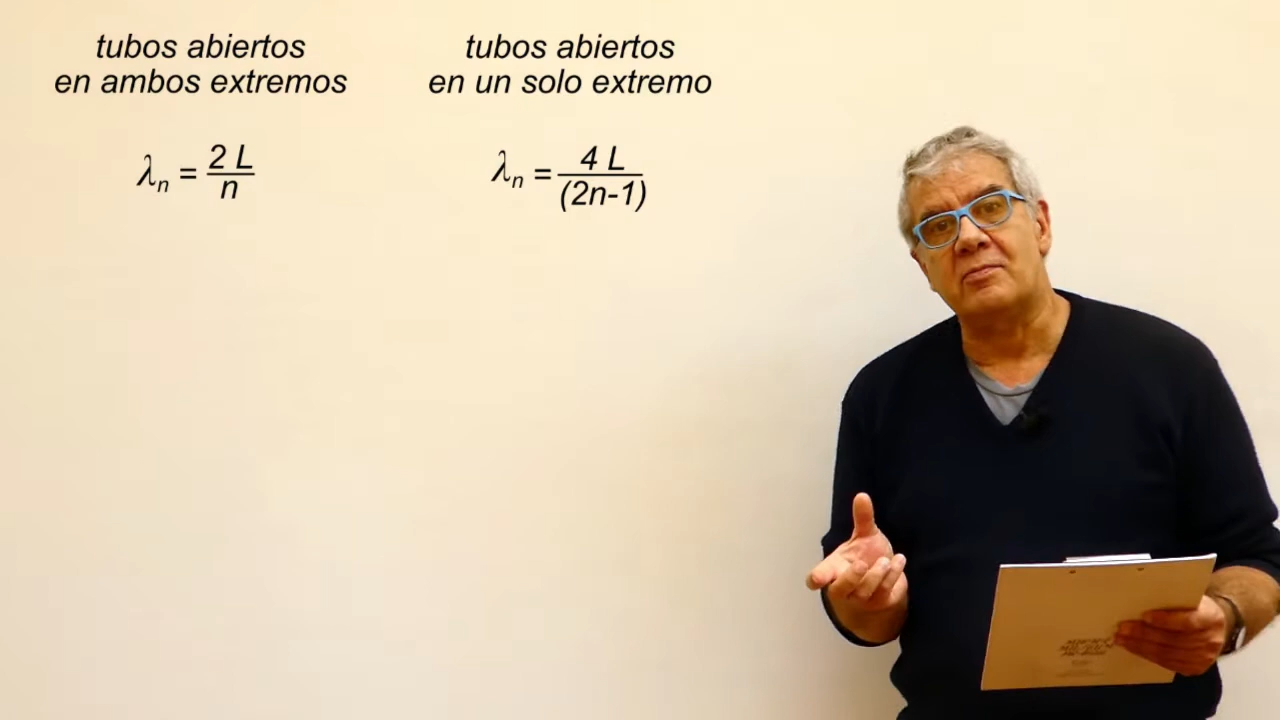 tubos abiertos
en ambos extremos
λn = 2 L / n
tubos abiertos
en un solo extremo
λn = 4 L / (2n-1)